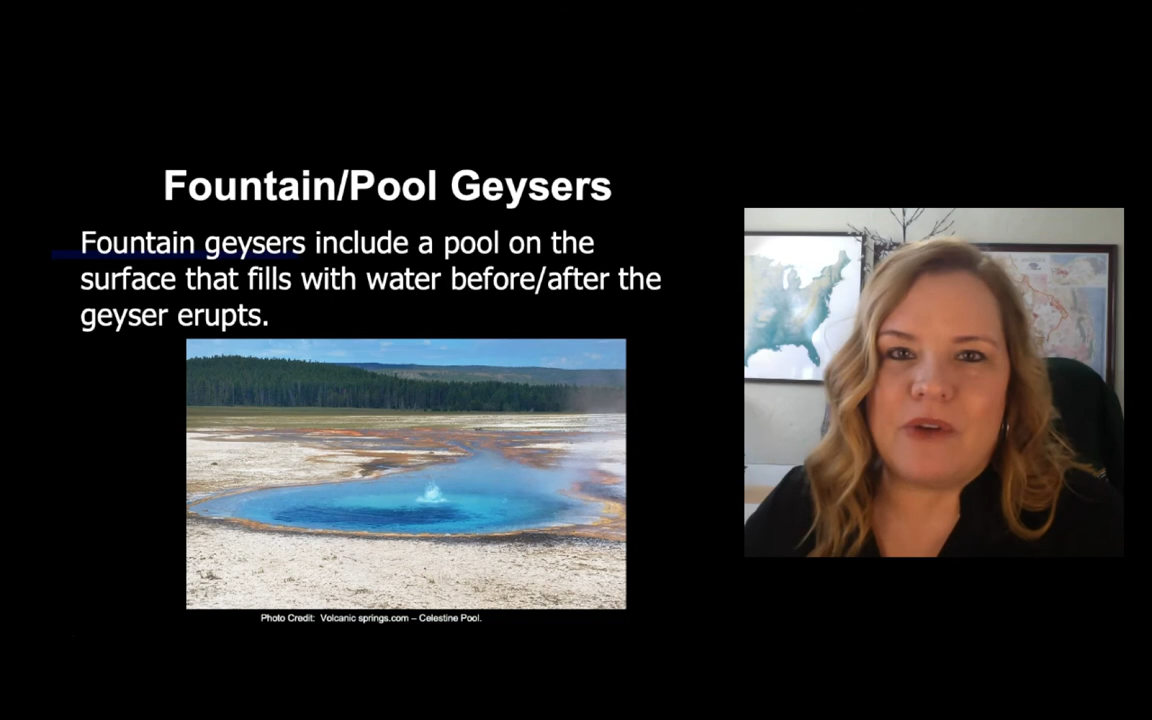 Fountain/Pool Geysers
Fountain geysers include a pool on the
surface that fills with water before/after the
geyser erupts.
Photo Credit:  Volcanic springs.com – Celestine Pool.